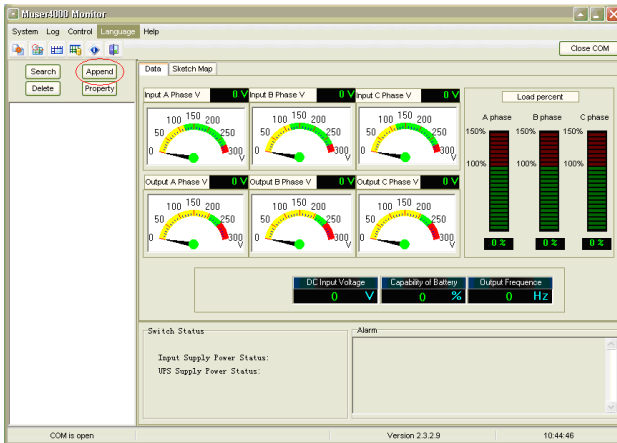 Muser4000 Monitor
System Log Control Language Help
Close COM
Search Append
Delete Property
Data Sketch Map
Input A Phase V 0 V Input B Phase V 0 V Input C Phase V 0 V
0 50 100 150 200 250 300 V
0 50 100 150 200 250 300 V
0 50 100 150 200 250 300 V
Output A Phase V 0 V Output B Phase V 0 V Output C Phase V 0 V
0 50 100 150 200 250 300 V
0 50 100 150 200 250 300 V
0 50 100 150 200 250 300 V
Load percent
A phase B phase C phase
150% 150% 150%
100% 100% 100%
0 % 0 % 0 %
DC Input Voltage Capability of Battery Output Frequence
0 V 0 % 0 Hz
Switch Status
Input Supply Power Status:
UPS Supply Power Status:
Alarm
COM is open Version 2.3.2.9 10:44:46